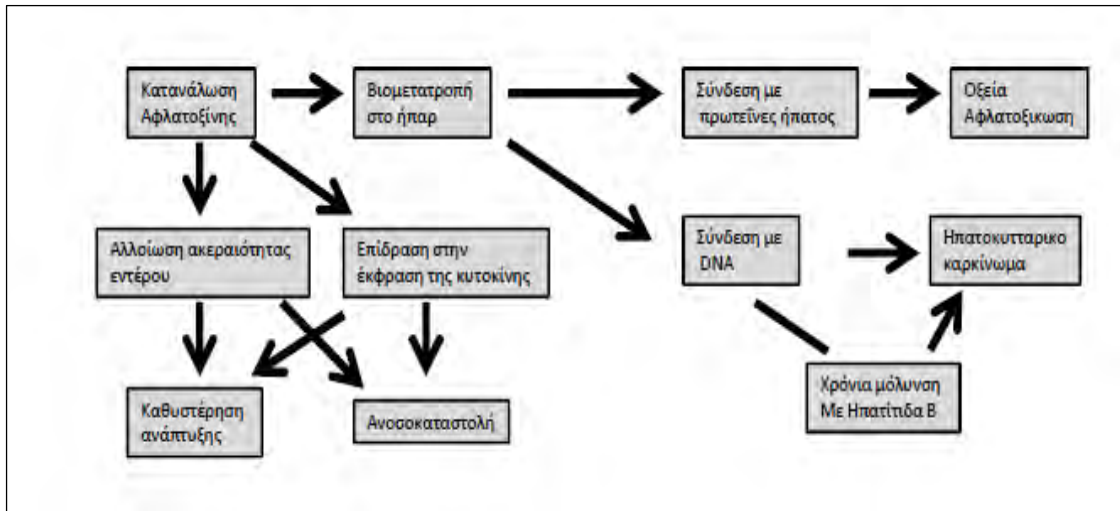 Κατανάλωση
Αφλατοξίνης
Βιομετατροπή
στο ήπαρ
Σύνδεση με
πρωτεΐνες ήπατος
Οξεία
Αφλατοξικωση
Αλλοίωση ακεραιότητας
εντέρου
Επίδραση στην
έκφραση της κυτοκίνης
Σύνδεση με
DNA
Ηπατοκυτταρικο
καρκίνωμα
Καθυστέρηση
ανάπτυξης
Ανοσοκαταστολή
Χρόνια μόλυνση
Με Ηπατίτιδα Β